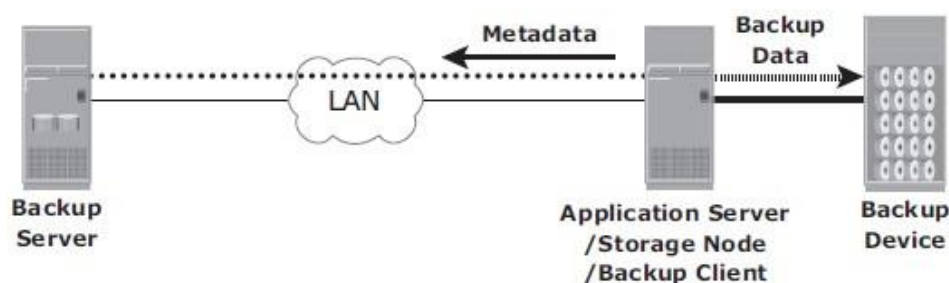 Metadata
Backup
Data
LAN
Backup
Server
Application Server
/Storage Node
/Backup Client
Backup
Device